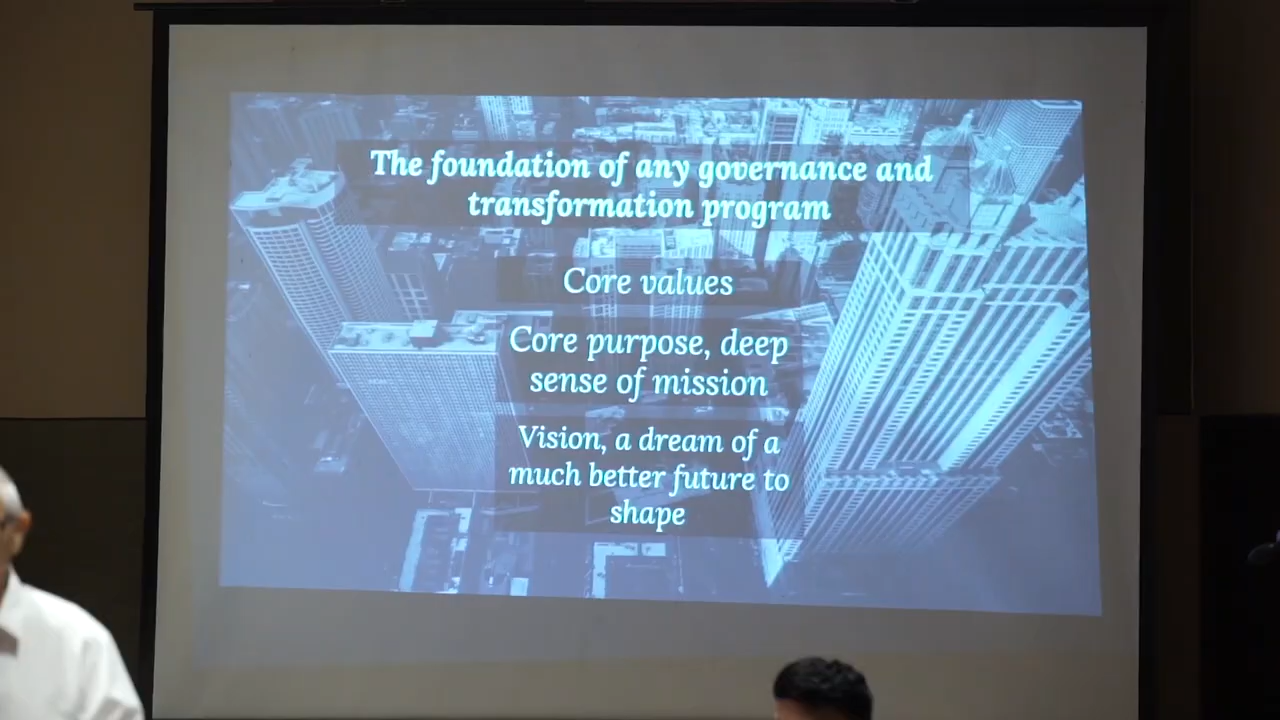 The foundation of any governance and
transformation program
Core values
Core purpose, deep
sense of mission
Vision, a dream of a
much better future to
shape